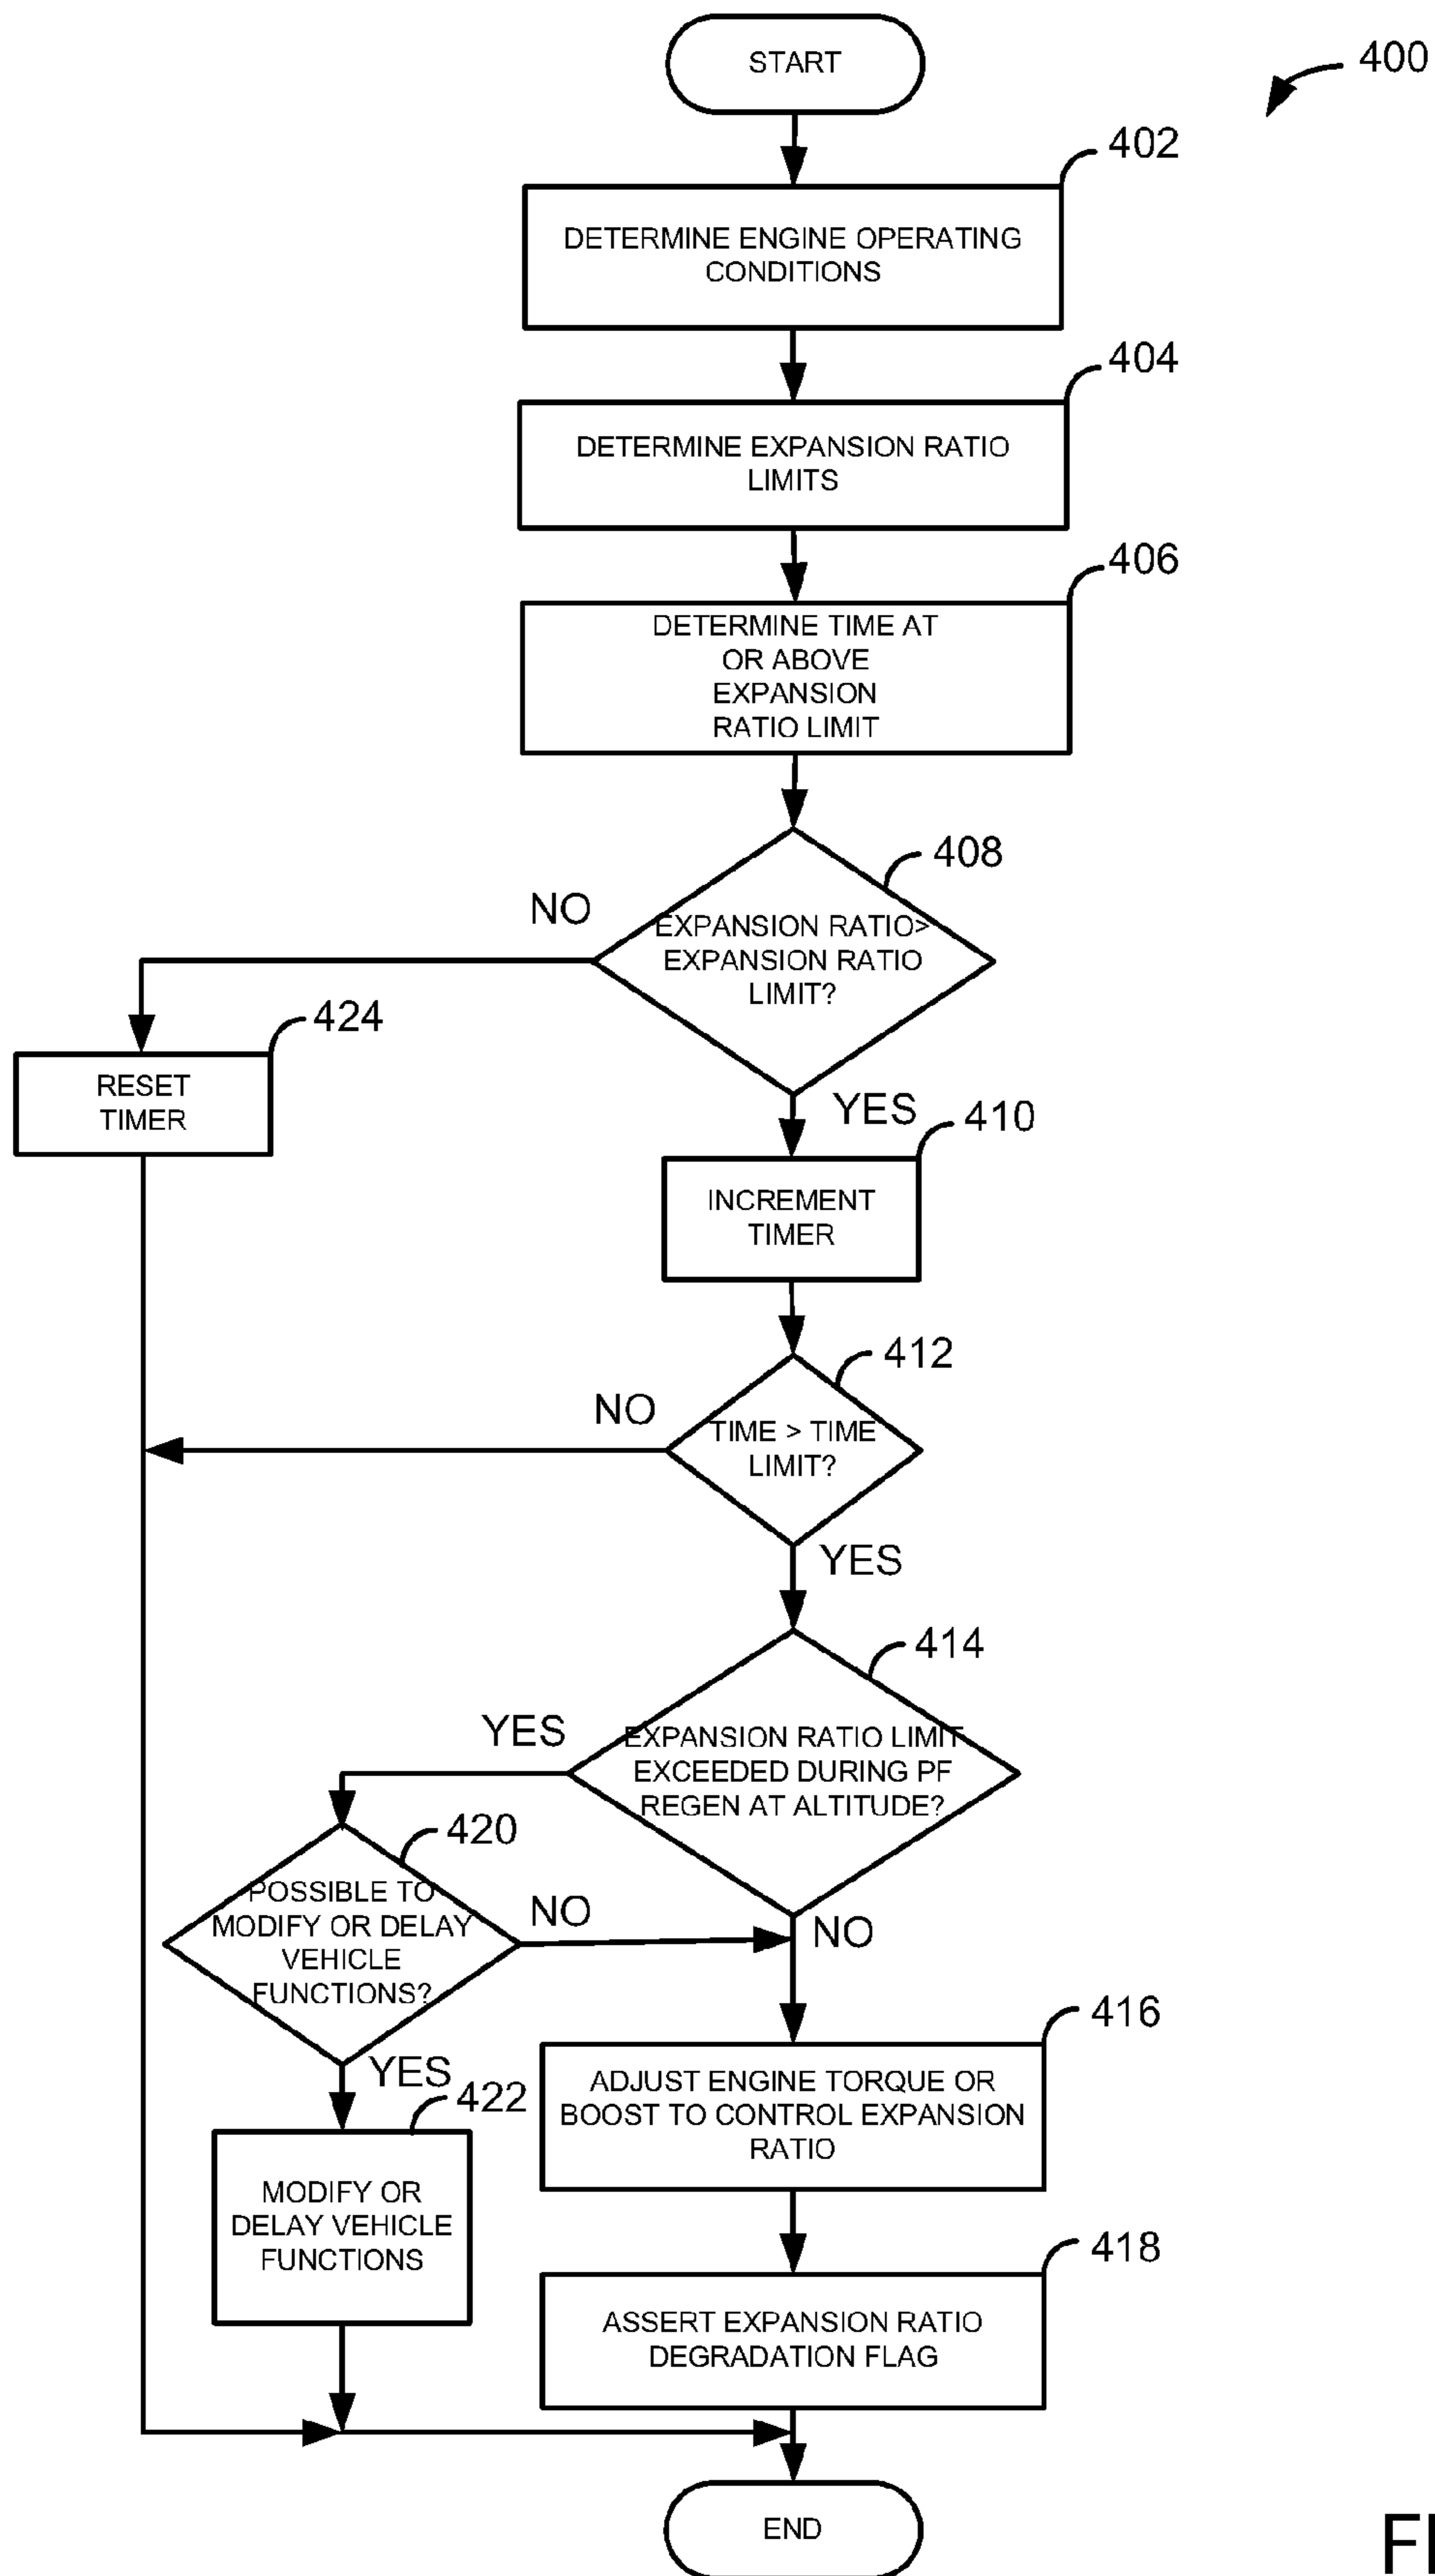 START
400
402
DETERMINE ENGINE OPERATING
CONDITIONS
404
DETERMINE EXPANSION RATIO
LIMITS
406
DETERMINE TIME AT
OR ABOVE
EXPANSION
RATIO LIMIT
408
NO
EXPANSION RATIO>
EXPANSION RATIO
LIMIT?
424
RESET
TIMER
YES
410
INCREMENT
TIMER
412
NO
TIME > TIME
LIMIT?
YES
414
YES
EXPANSION RATIO LIMIT
EXCEEDED DURING PF
REGEN AT ALTITUDE?
420
POSSIBLE TO
MODIFY OR DELAY
VEHICLE
FUNCTIONS?
NO
NO
416
YES
422
ADJUST ENGINE TORQUE OR
BOOST TO CONTROL EXPANSION
RATIO
MODIFY OR
DELAY VEHICLE
FUNCTIONS
418
ASSERT EXPANSION RATIO
DEGRADATION FLAG
END